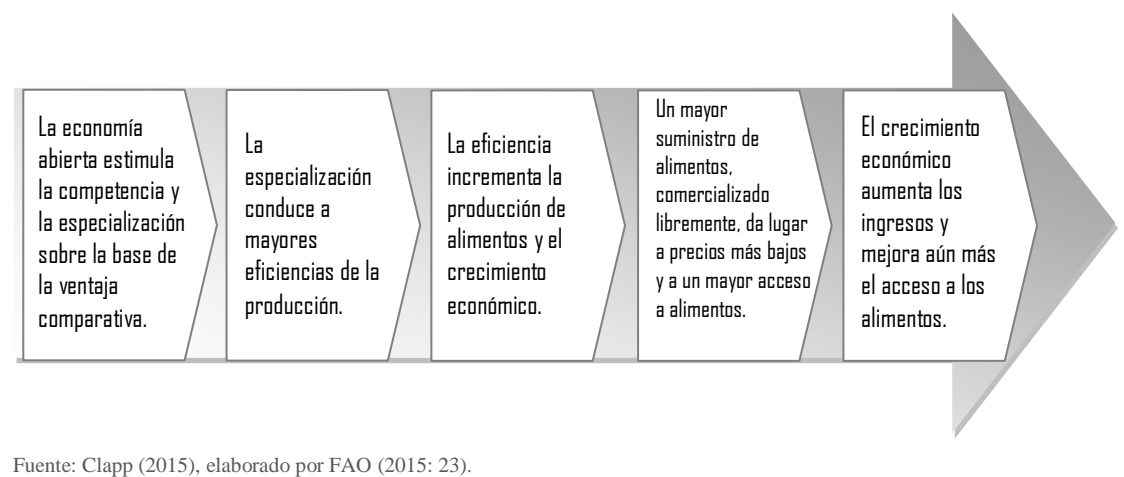 La economía
abierta estimula
la competencia y
la especialización
sobre la base de
la ventaja
comparativa.
La
especialización
conduce a
mayores
eficiencias de la
producción.
La eficiencia
incrementa la
producción de
alimentos y el
crecimiento
económico.
Un mayor
suministro de
alimentos,
comercializado
libremente, da lugar
a precios más bajos
y a un mayor acceso
a alimentos.
El crecimiento
económico
aumenta los
ingresos y
mejora aún más
el acceso a los
alimentos.
Fuente: Clapp (2015), elaborado por FAO (2015: 23).